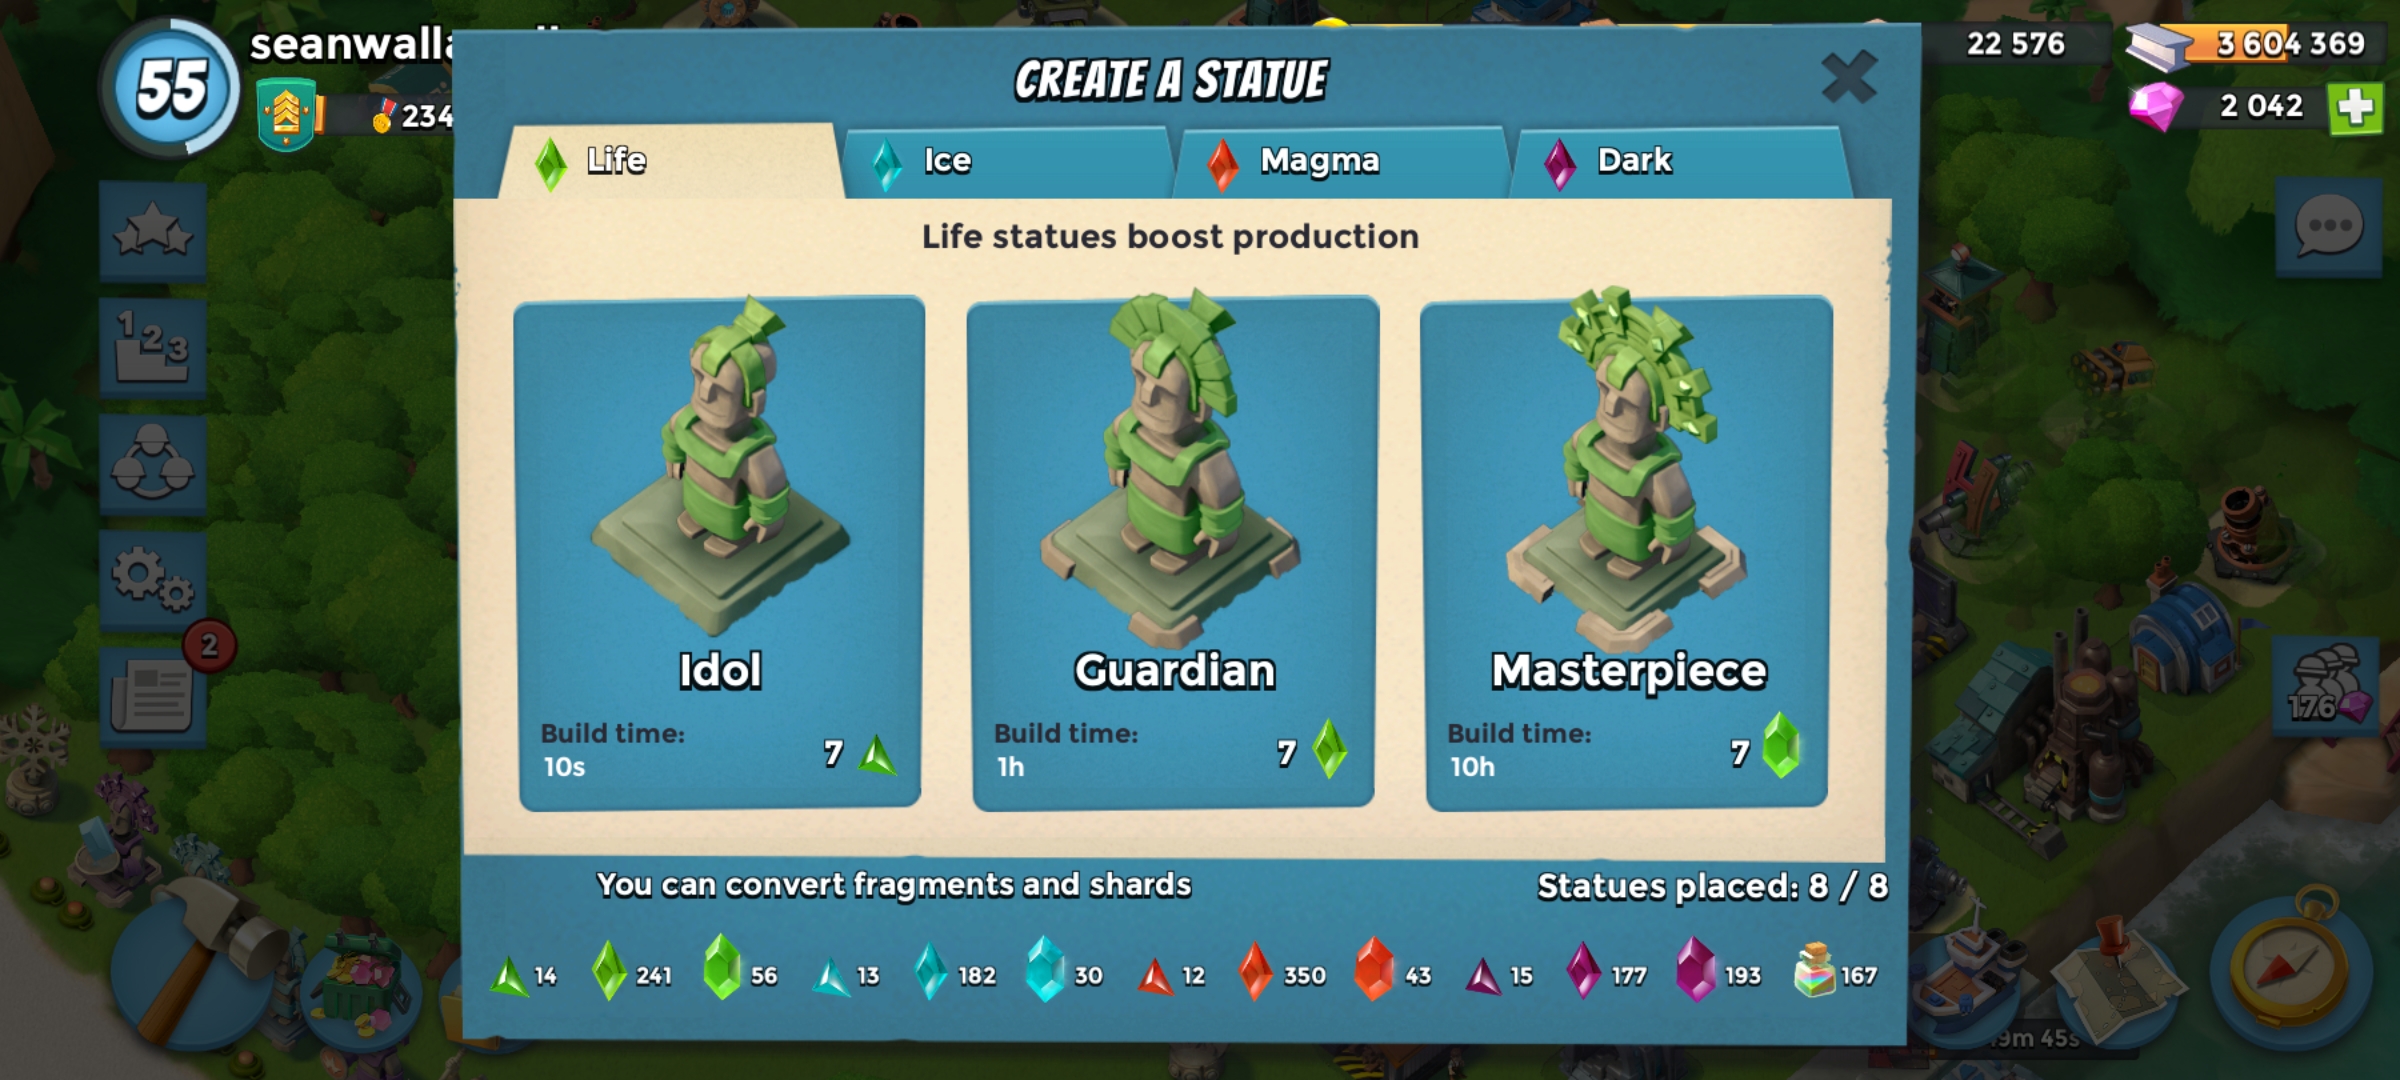 55
22 576
3 604 369
234
2 042
CREATE A STATUE
Life
Ice
Magma
Dark
Life statues boost production
1 2 3
2
176
Idol
Guardian
Masterpiece
Build time:
10s
7
Build time:
1h
7
Build time:
10h
7
You can convert fragments and shards
Statues placed: 8 / 8
14
241
56
13
182
30
12
350
43
15
177
193
167
9m 45s